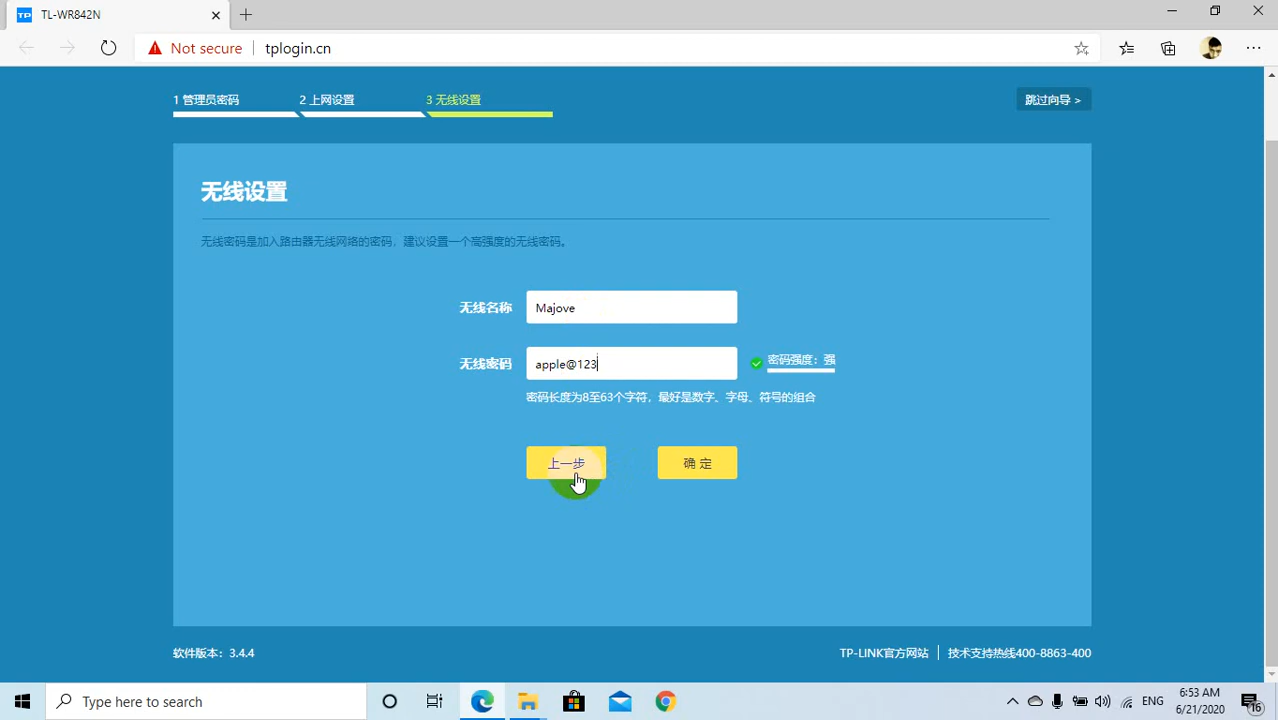 TL-WR842N
Not secure
tplogin.cn
1 管理员密码
2 上网设置
3 无线设置
跳过向导 >
无线设置
无线密码是加入路由器无线网络的密码，建议设置一个高强度的无线密码。
无线名称
Majove
无线密码
apple@123
密码强度：强
密码长度为8至63个字符，最好是数字、字母、符号的组合
上一步
确 定
软件版本：3.4.4
TP-LINK官方网站
技术支持热线400-8863-400
Type here to search
ENG
6:53 AM
6/21/2020
16